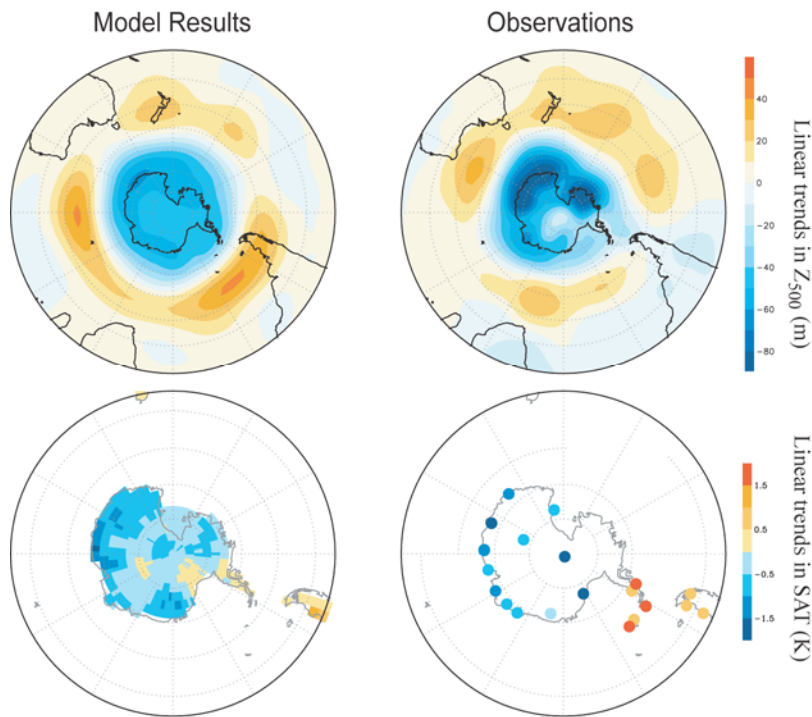 Model Results
Observations
40
20
0
−20
−40
−60
−80
Linear trends in Z500 (m)
1.5
0.5
−0.5
−1.5
Linear trends in SAT (K)